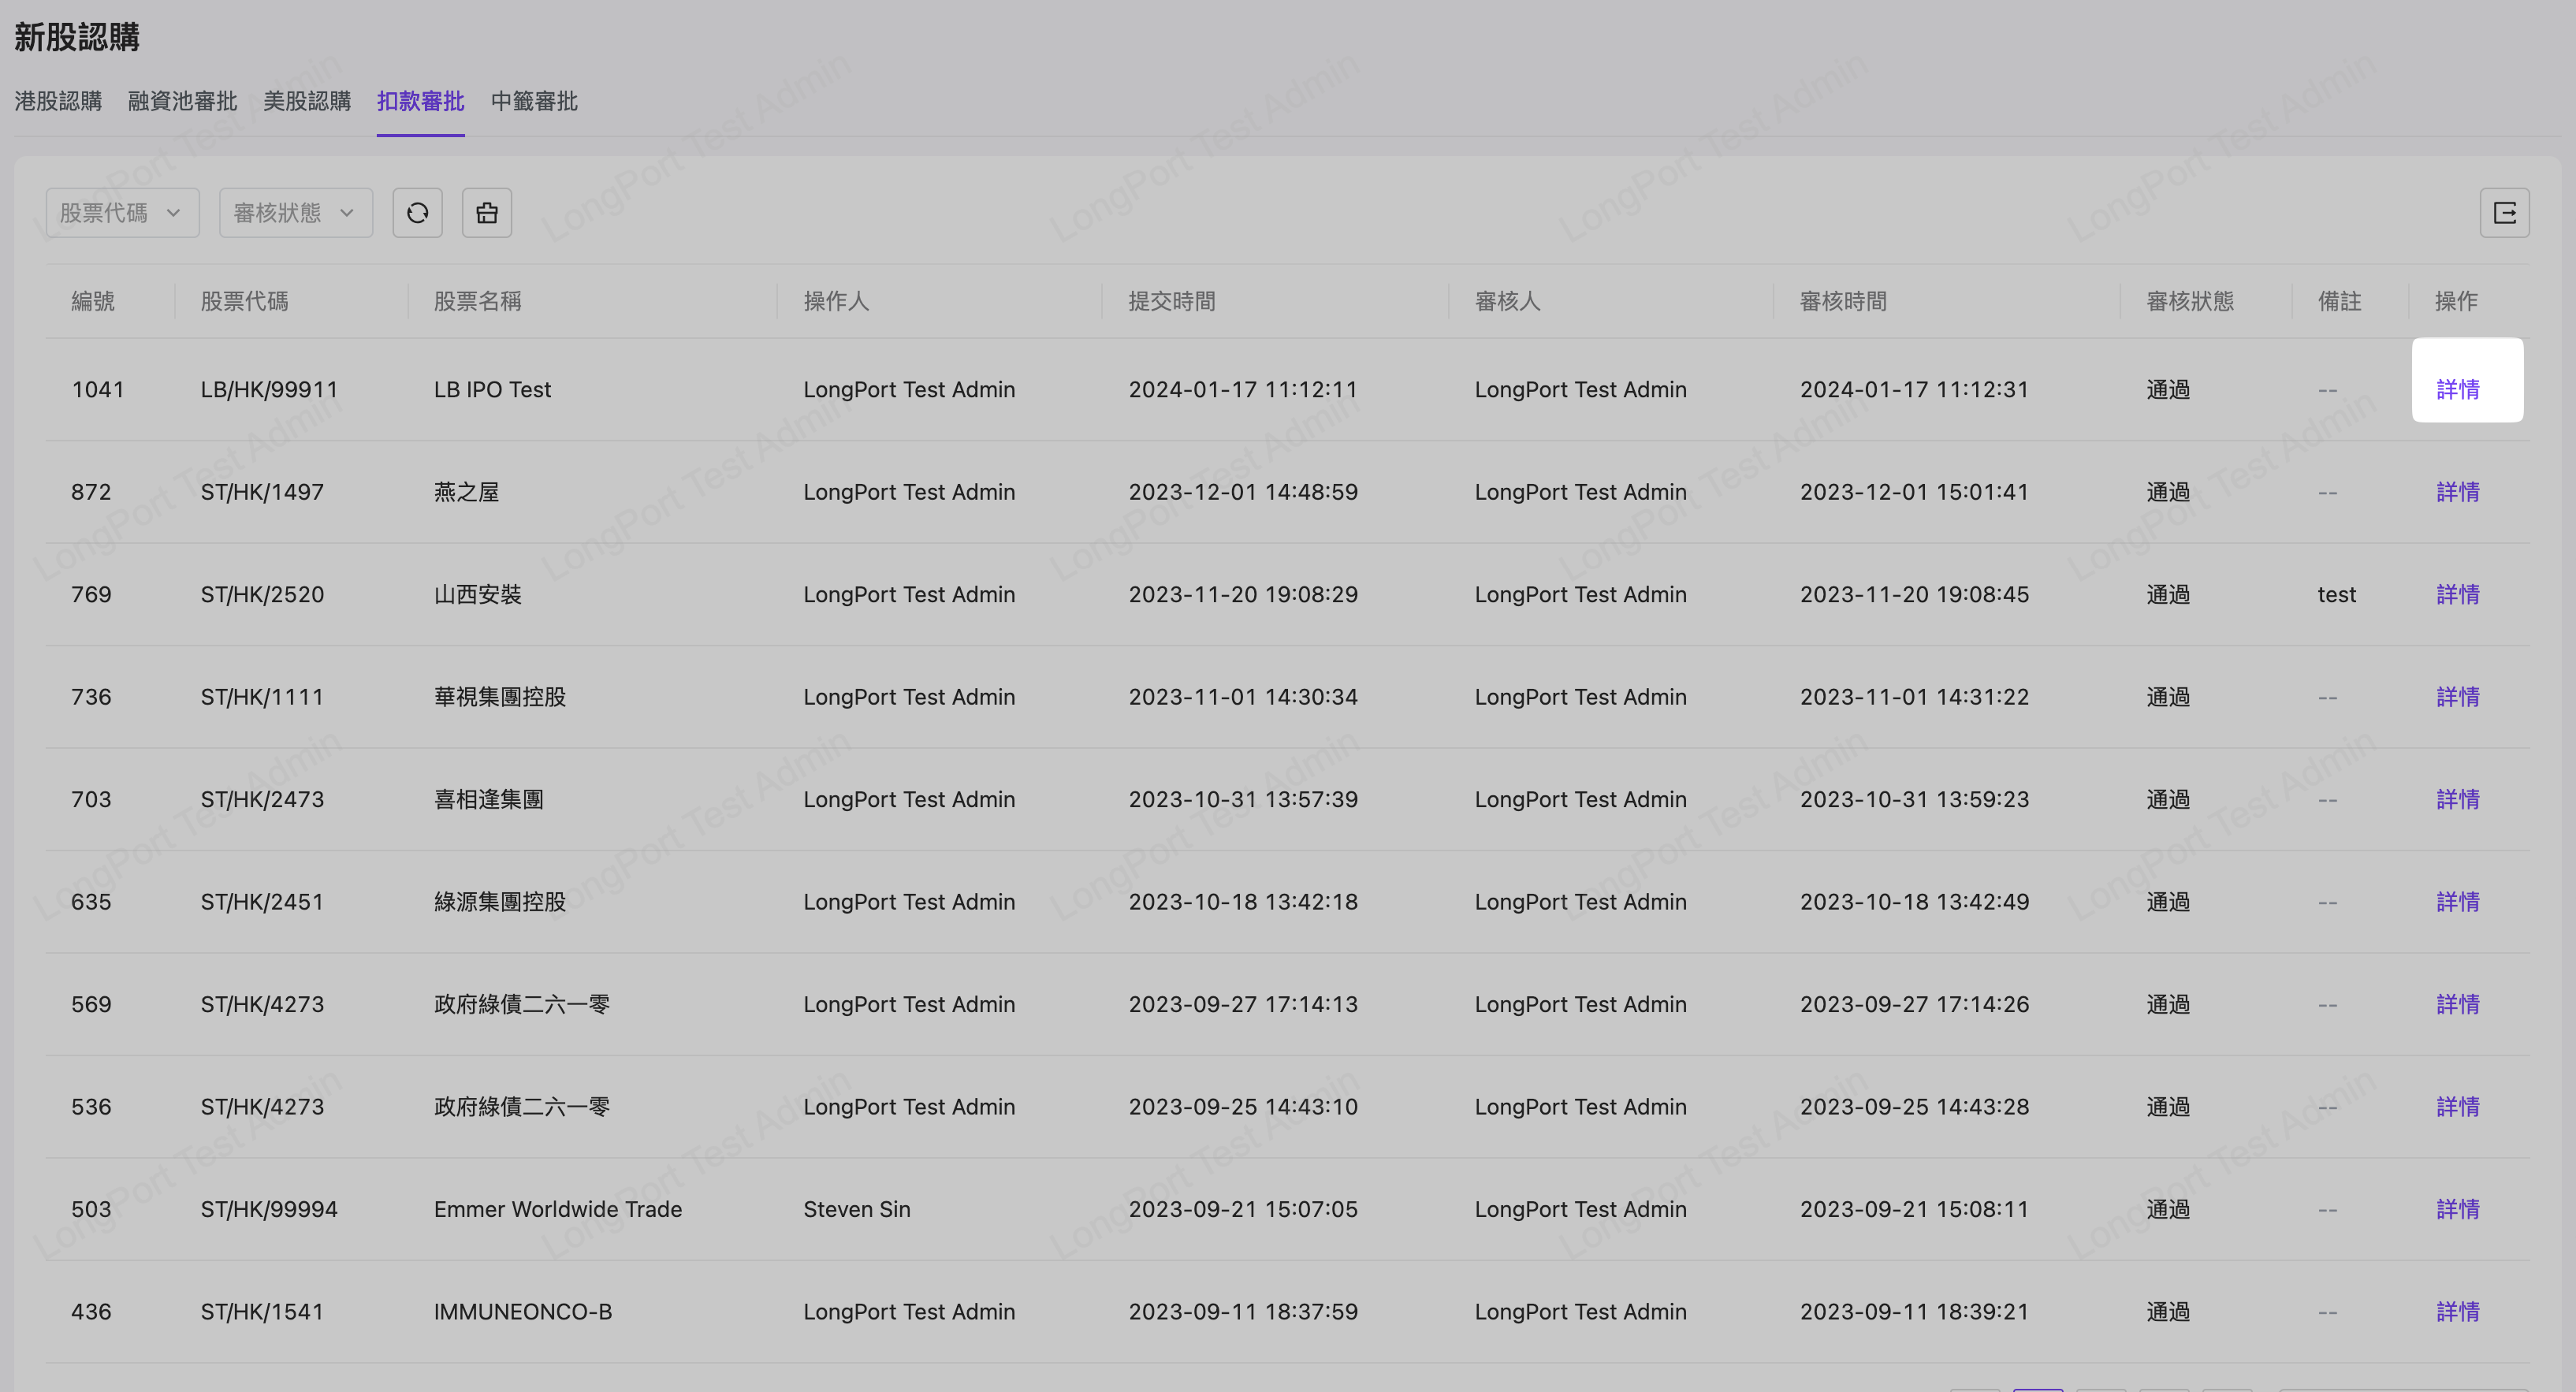 新股認購
港股認購 融資池審批 美股認購 扣款審批 中籤審批
股票代碼 審核狀態
編號 股票代碼 股票名稱 操作人 提交時間 審核人 審核時間 審核狀態 備註 操作
1041 LB/HK/99911 LB IPO Test LongPort Test Admin 2024-01-17 11:12:11 LongPort Test Admin 2024-01-17 11:12:31 通過 -- 詳情
872 ST/HK/1497 燕之屋 LongPort Test Admin 2023-12-01 14:48:59 LongPort Test Admin 2023-12-01 15:01:41 通過 -- 詳情
769 ST/HK/2520 山西安裝 LongPort Test Admin 2023-11-20 19:08:29 LongPort Test Admin 2023-11-20 19:08:45 通過 test 詳情
736 ST/HK/1111 華視集團控股 LongPort Test Admin 2023-11-01 14:30:34 LongPort Test Admin 2023-11-01 14:31:22 通過 -- 詳情
703 ST/HK/2473 喜相逢集團 LongPort Test Admin 2023-10-31 13:57:39 LongPort Test Admin 2023-10-31 13:59:23 通過 -- 詳情
635 ST/HK/2451 綠源集團控股 LongPort Test Admin 2023-10-18 13:42:18 LongPort Test Admin 2023-10-18 13:42:49 通過 -- 詳情
569 ST/HK/4273 政府綠債二六一零 LongPort Test Admin 2023-09-27 17:14:13 LongPort Test Admin 2023-09-27 17:14:26 通過 -- 詳情
536 ST/HK/4273 政府綠債二六一零 LongPort Test Admin 2023-09-25 14:43:10 LongPort Test Admin 2023-09-25 14:43:28 通過 -- 詳情
503 ST/HK/99994 Emmer Worldwide Trade Steven Sin 2023-09-21 15:07:05 LongPort Test Admin 2023-09-21 15:08:11 通過 -- 詳情
436 ST/HK/1541 IMMUNEONCO-B LongPort Test Admin 2023-09-11 18:37:59 LongPort Test Admin 2023-09-11 18:39:21 通過 -- 詳情